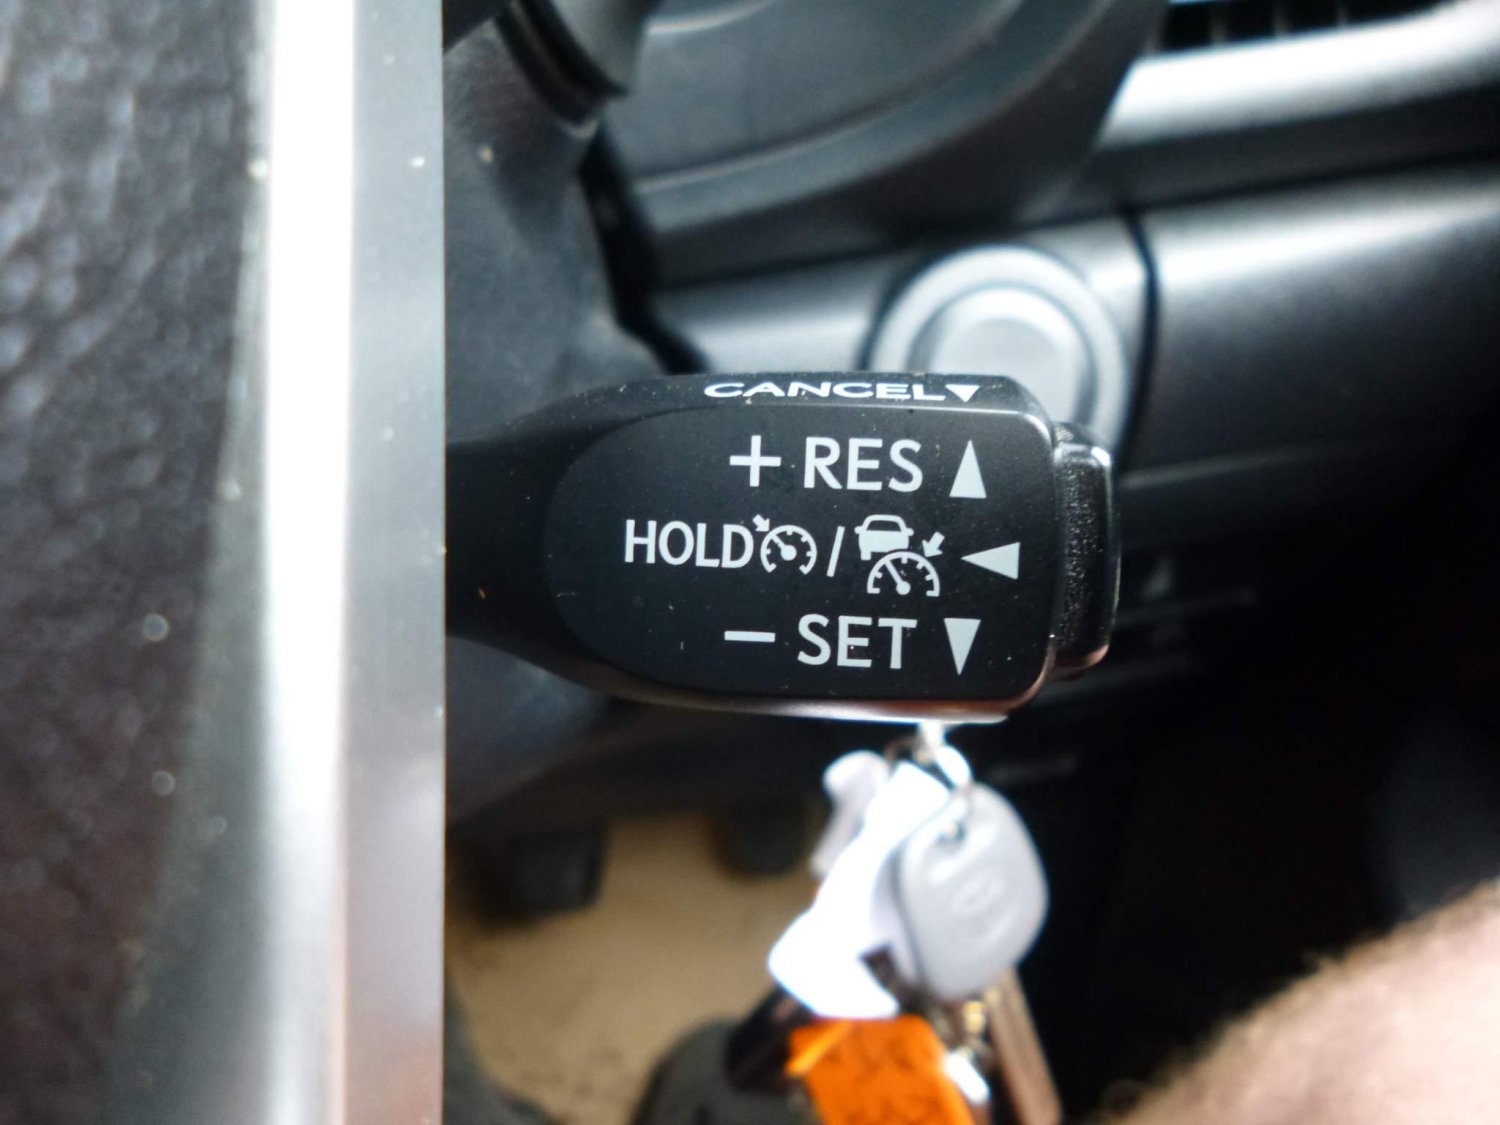 CANCEL▼
+ RES ▲
HOLD / ◀
− SET ▼